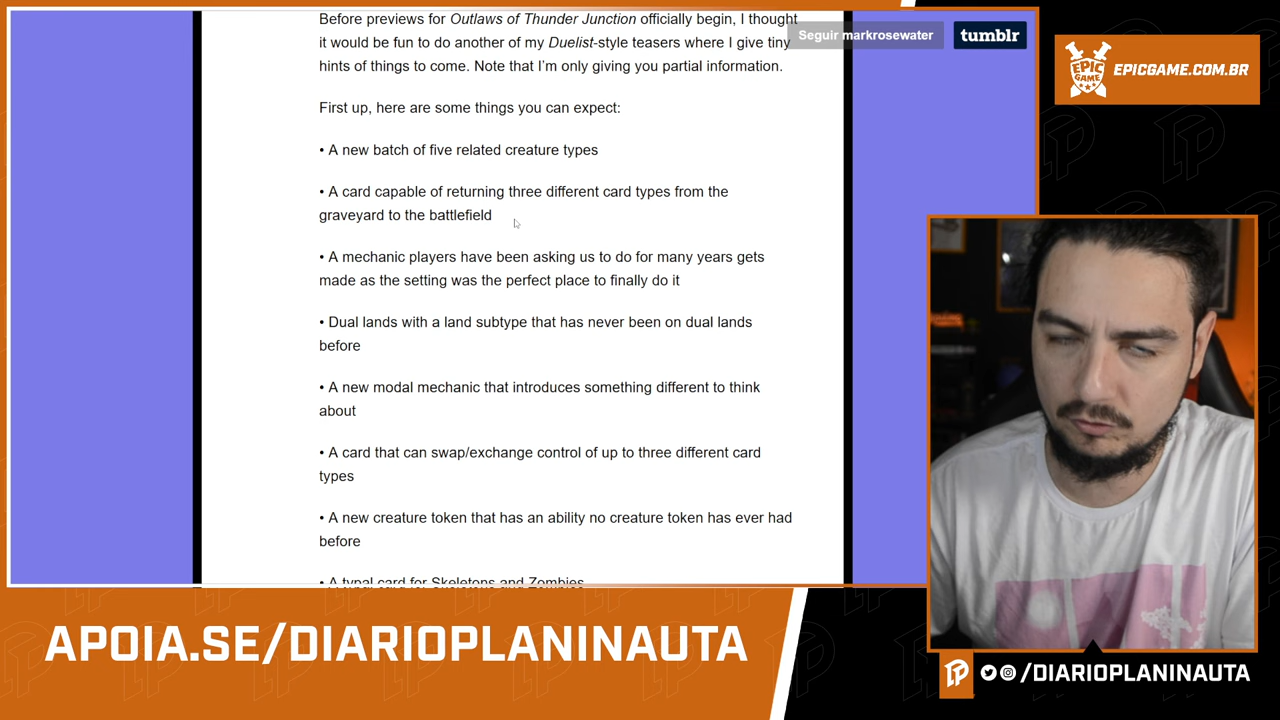 Before previews for Outlaws of Thunder Junction officially begin, I thought
it would be fun to do another of my Duelist-style teasers where I give tiny
hints of things to come. Note that I'm only giving you partial information.
Seguir markrosewater
tumblr
First up, here are some things you can expect:
• A new batch of five related creature types
• A card capable of returning three different card types from the
graveyard to the battlefield
• A mechanic players have been asking us to do for many years gets
made as the setting was the perfect place to finally do it
• Dual lands with a land subtype that has never been on dual lands
before
• A new modal mechanic that introduces something different to think
about
• A card that can swap/exchange control of up to three different card
types
• A new creature token that has an ability no creature token has ever had
before
• A typal card for Skeletons and Zombies
EPIC
GAME
EPICGAME.COM.BR
APOIA.SE/DIARIOPLANINAUTA
/DIARIOPLANINAUTA